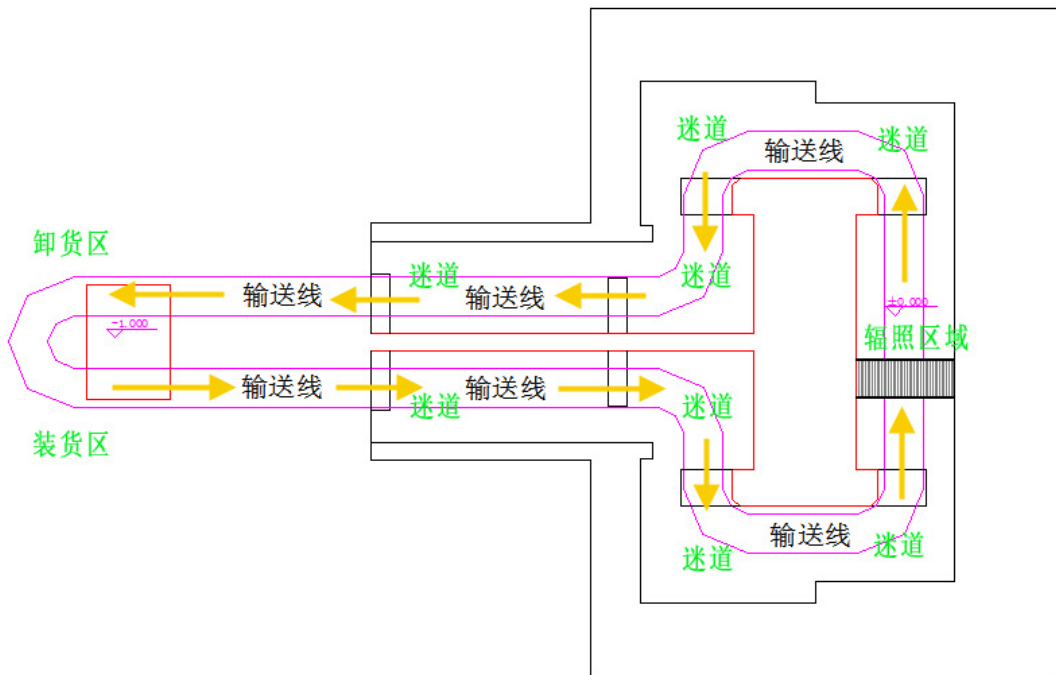 迷道
迷道
输送线
卸货区
迷道
迷道
输送线
输送线
±0.000
-1.000
辐照区域
输送线
输送线
迷道
迷道
装货区
输送线
迷道
迷道